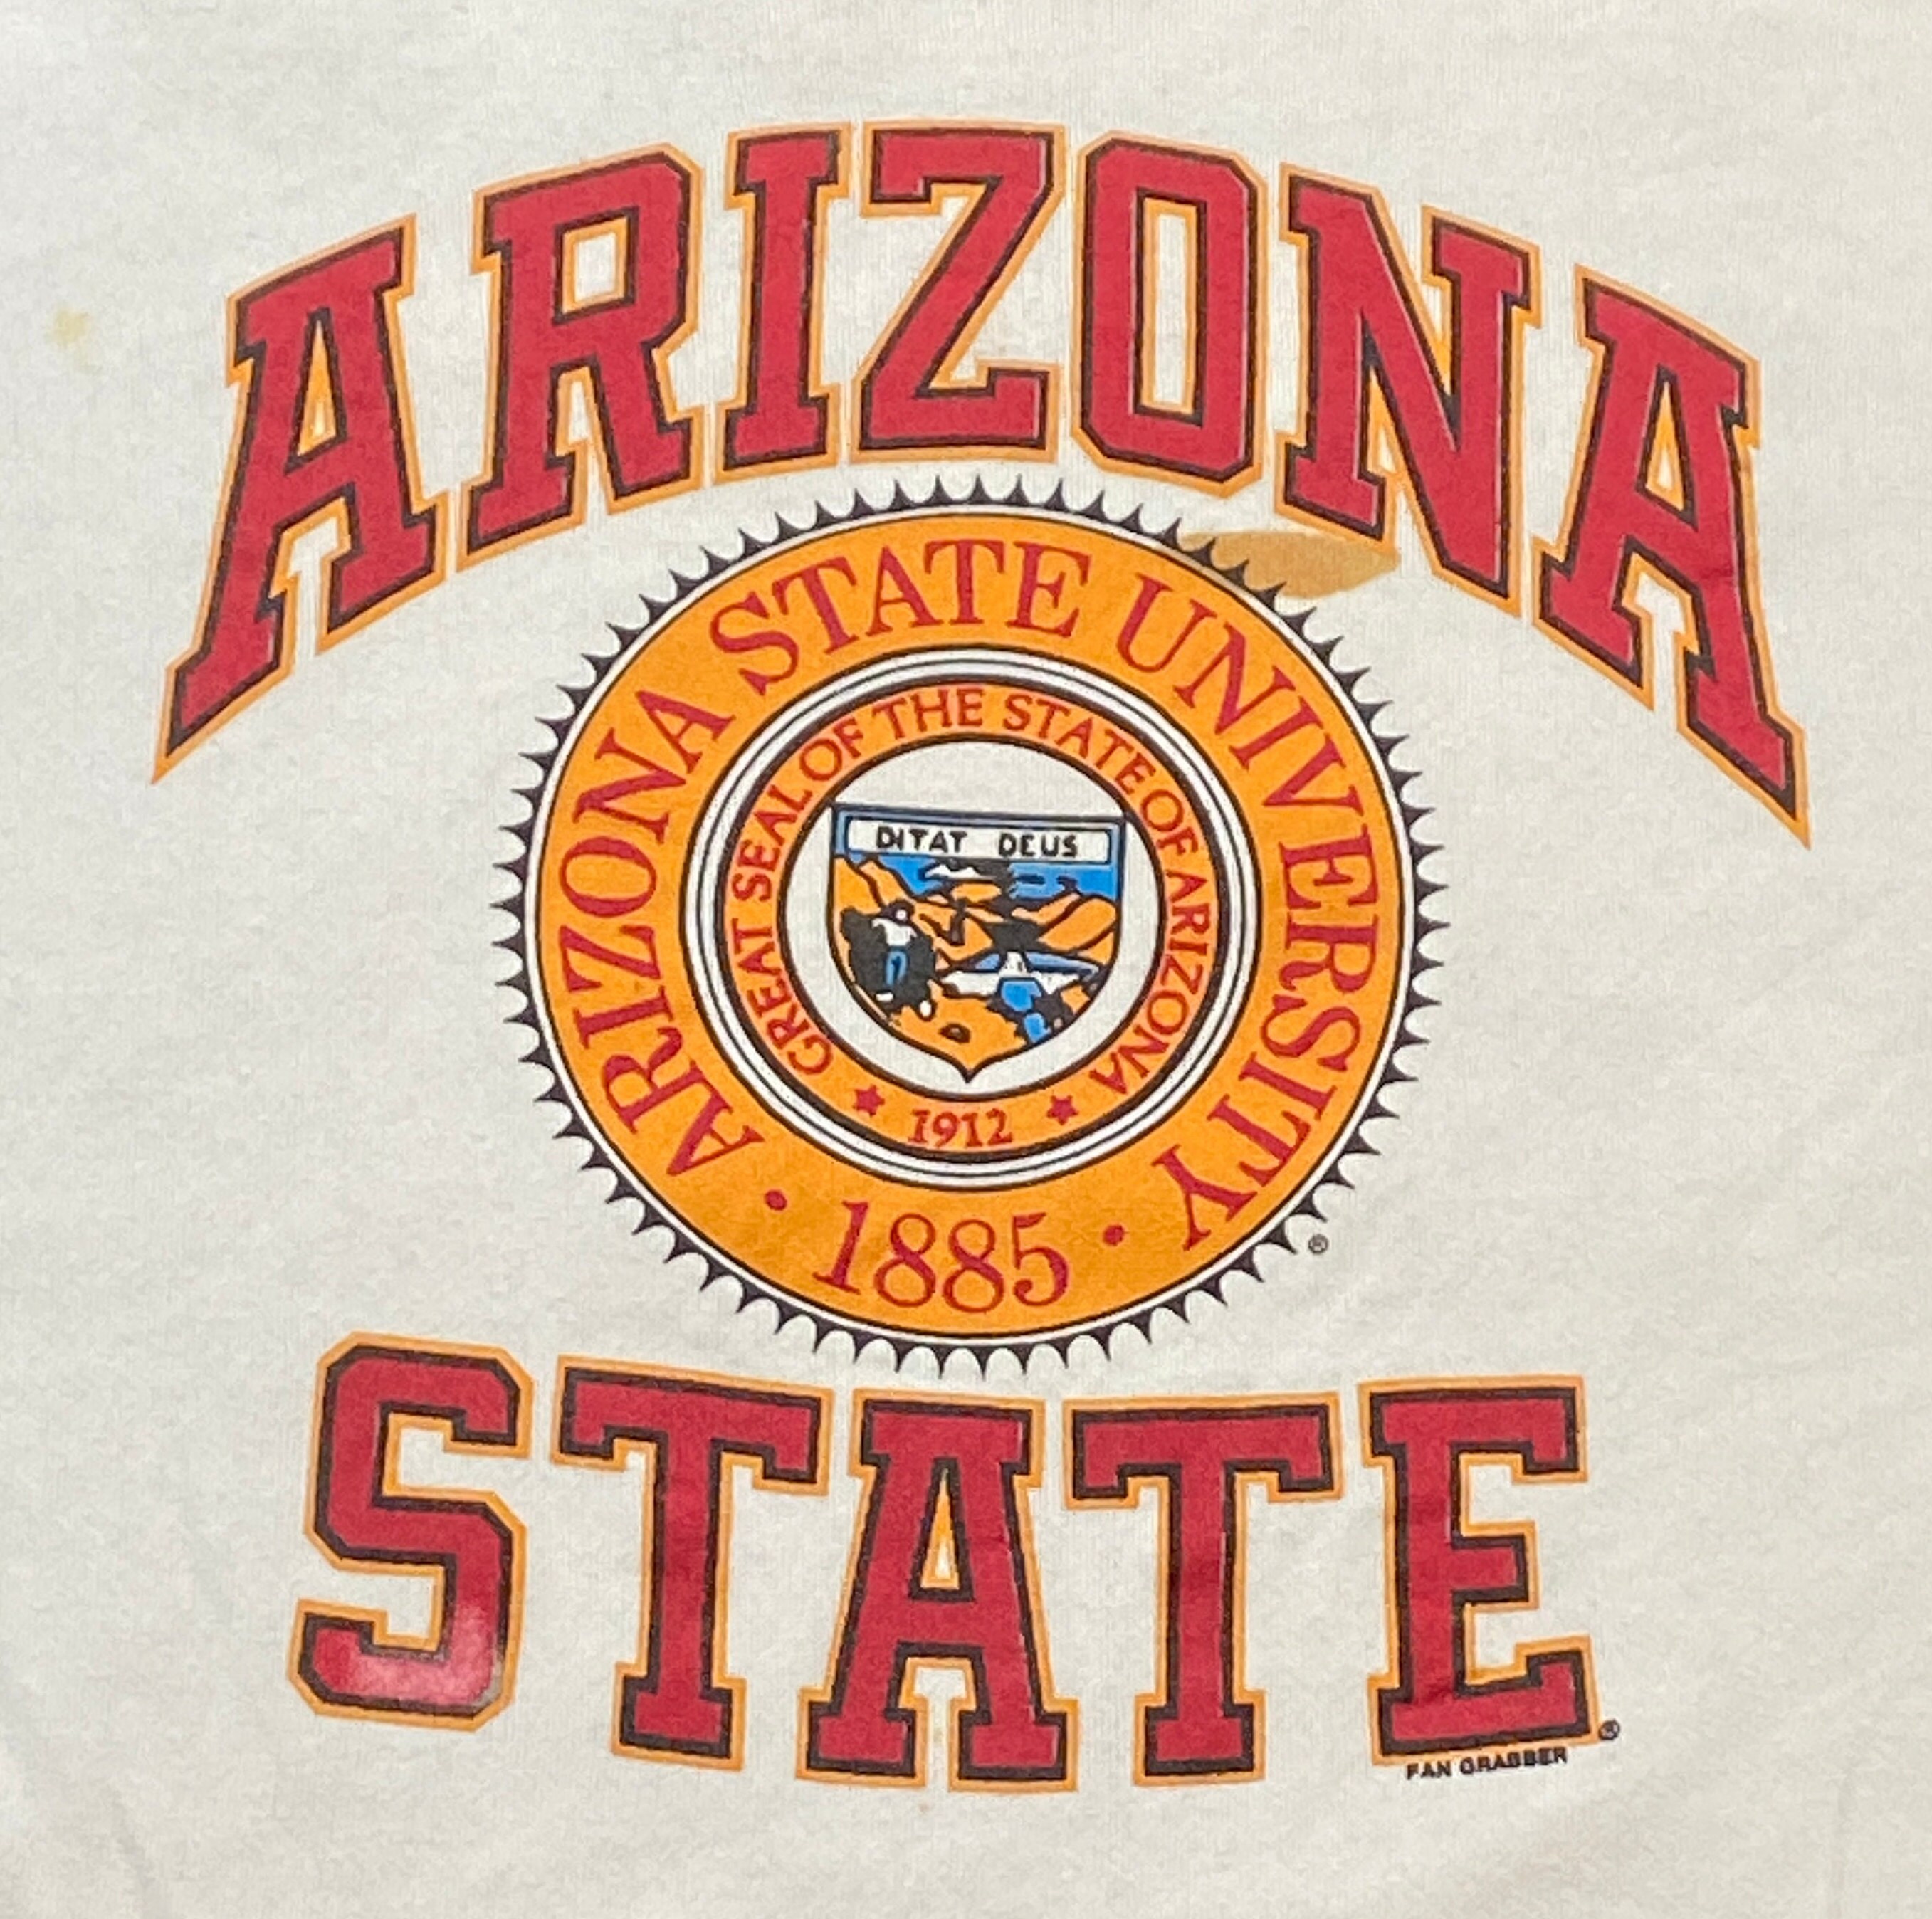 ARIZONA
ARIZONA STATE UNIVERSITY
GREAT SEAL OF THE STATE OF ARIZONA
DITAT DEUS
★ 1912 ★
• 1885 •
®
STATE
®
FAN GRABBER